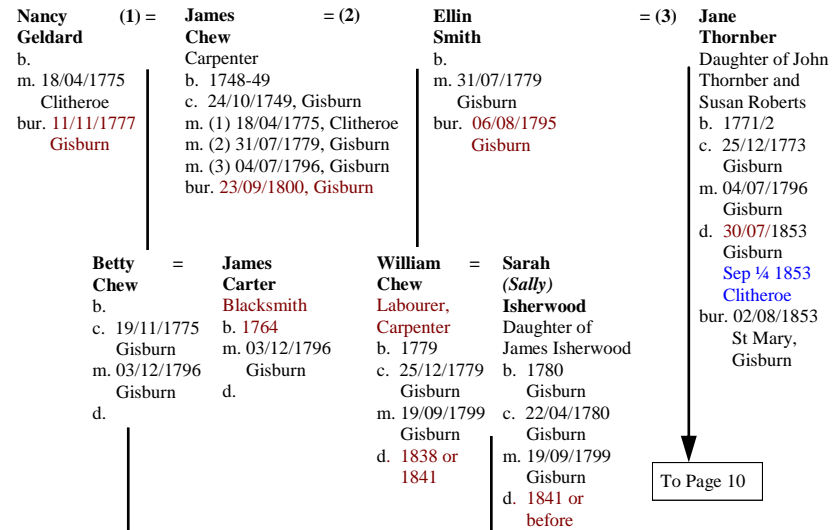 Nancy (1) =
Geldard
b.
m. 18/04/1775
Clitheroe
bur. 11/11/1777
Gisburn
James = (2)
Chew
Carpenter
b. 1748-49
c. 24/10/1749, Gisburn
m. (1) 18/04/1775, Clitheroe
m. (2) 31/07/1779, Gisburn
m. (3) 04/07/1796, Gisburn
bur. 23/09/1800, Gisburn
Ellin = (3)
Smith
b.
m. 31/07/1779
Gisburn
bur. 06/08/1795
Gisburn
Jane
Thornber
Daughter of John
Thornber and
Susan Roberts
b. 1771/2
c. 25/12/1773
Gisburn
m. 04/07/1796
Gisburn
d. 30/07/1853
Gisburn
Sep ¼ 1853
Clitheroe
bur. 02/08/1853
St Mary,
Gisburn
Betty =
Chew
b.
c. 19/11/1775
Gisburn
m. 03/12/1796
Gisburn
d.
James
Carter
Blacksmith
b. 1764
m. 03/12/1796
Gisburn
d.
William =
Chew
Labourer,
Carpenter
b. 1779
c. 25/12/1779
Gisburn
m. 19/09/1799
Gisburn
d. 1838 or
1841
Sarah
(Sally)
Isherwood
Daughter of
James Isherwood
b. 1780
Gisburn
c. 22/04/1780
Gisburn
m. 19/09/1799
Gisburn
d. 1841 or
before
To Page 10